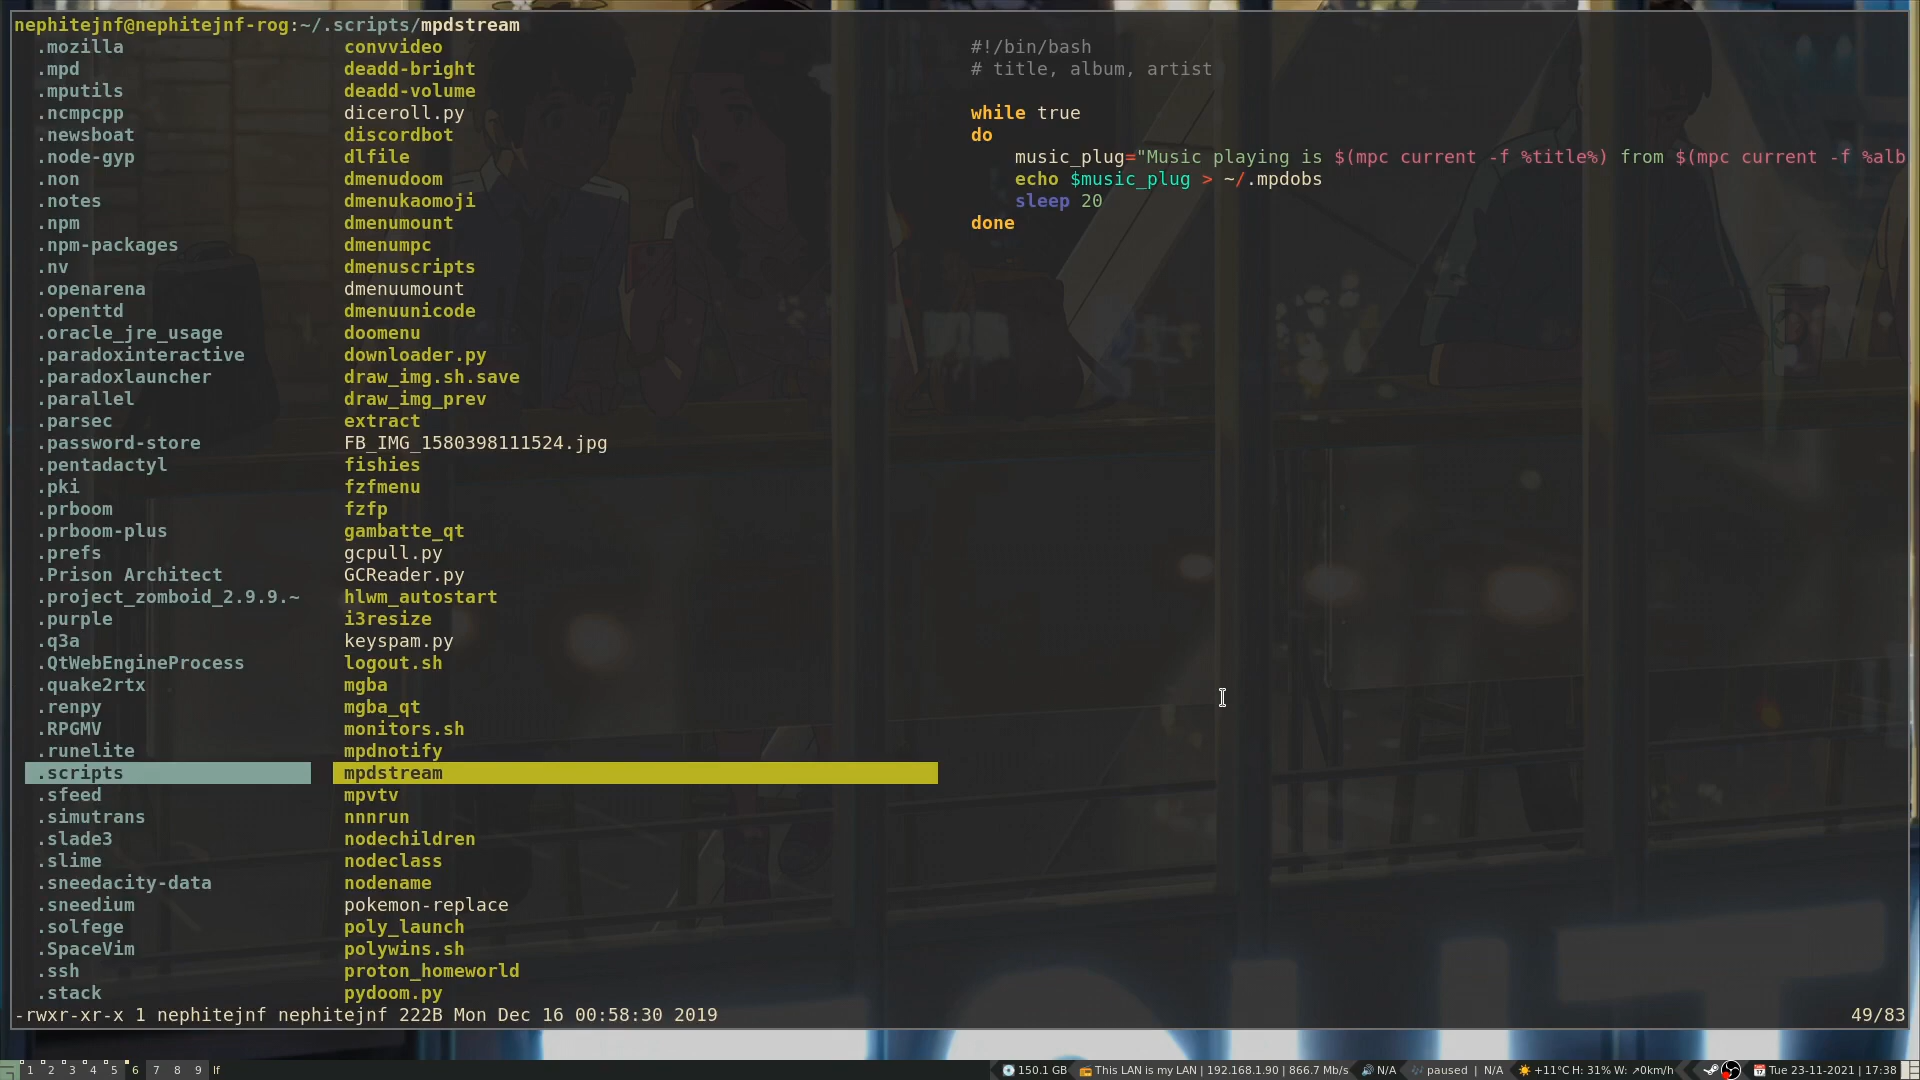 nephitejnf@nephitejnf-rog:~/.scripts/mpdstream
.mozilla
.mpd
.mputils
.ncmpcpp
.newsboat
.node-gyp
.non
.notes
.npm
.npm-packages
.nv
.openarena
.openttd
.oracle_jre_usage
.paradoxinteractive
.paradoxlauncher
.parallel
.parsec
.password-store
.pentadactyl
.pki
.prboom
.prboom-plus
.prefs
.Prison Architect
.project_zomboid_2.9.9.~
.purple
.q3a
.QtWebEngineProcess
.quake2rtx
.renpy
.RPGMV
.runelite
.scripts
.sfeed
.simutrans
.slade3
.slime
.sneedacity-data
.sneedium
.solfege
.SpaceVim
.ssh
.stack
convvideo
deadd-bright
deadd-volume
diceroll.py
discordbot
dlfile
dmenudoom
dmenukaomoji
dmenumount
dmenumpc
dmenuscripts
dmenuumount
dmenuunicode
doomenu
downloader.py
draw_img.sh.save
draw_img_prev
extract
FB_IMG_1580398111524.jpg
fishies
fzfmenu
fzfp
gambatte_qt
gcpull.py
GCReader.py
hlwm_autostart
i3resize
keyspam.py
logout.sh
mgba
mgba_qt
monitors.sh
mpdnotify
mpdstream
mpvtv
nnnrun
nodechildren
nodeclass
nodename
pokemon-replace
poly_launch
polywins.sh
proton_homeworld
pydoom.py
#!/bin/bash
# title, album, artist
while true
do
music_plug="Music playing is $(mpc current -f %title%) from $(mpc current -f %alb
echo $music_plug > ~/.mpdobs
sleep 20
done
-rwxr-xr-x 1 nephitejnf nephitejnf 222B Mon Dec 16 00:58:30 2019 49/83
1 2 3 4 5 6 7 8 9 lf 150.1 GB This LAN is my LAN | 192.168.1.90 | 866.7 Mb/s N/A paused | N/A +11°C H: 31% W: ↗0km/h Tue 23-11-2021 | 17:38